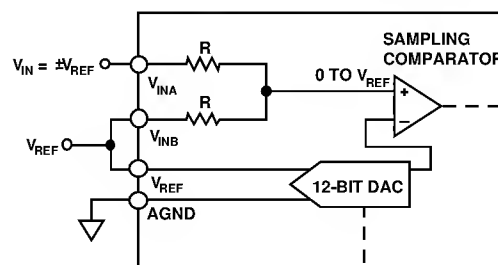 SAMPLING
COMPARATOR
R
V_IN = ±V_REF
V_INA
0 TO V_REF
+
R
−
V_INB
V_REF
V_REF
12-BIT DAC
AGND